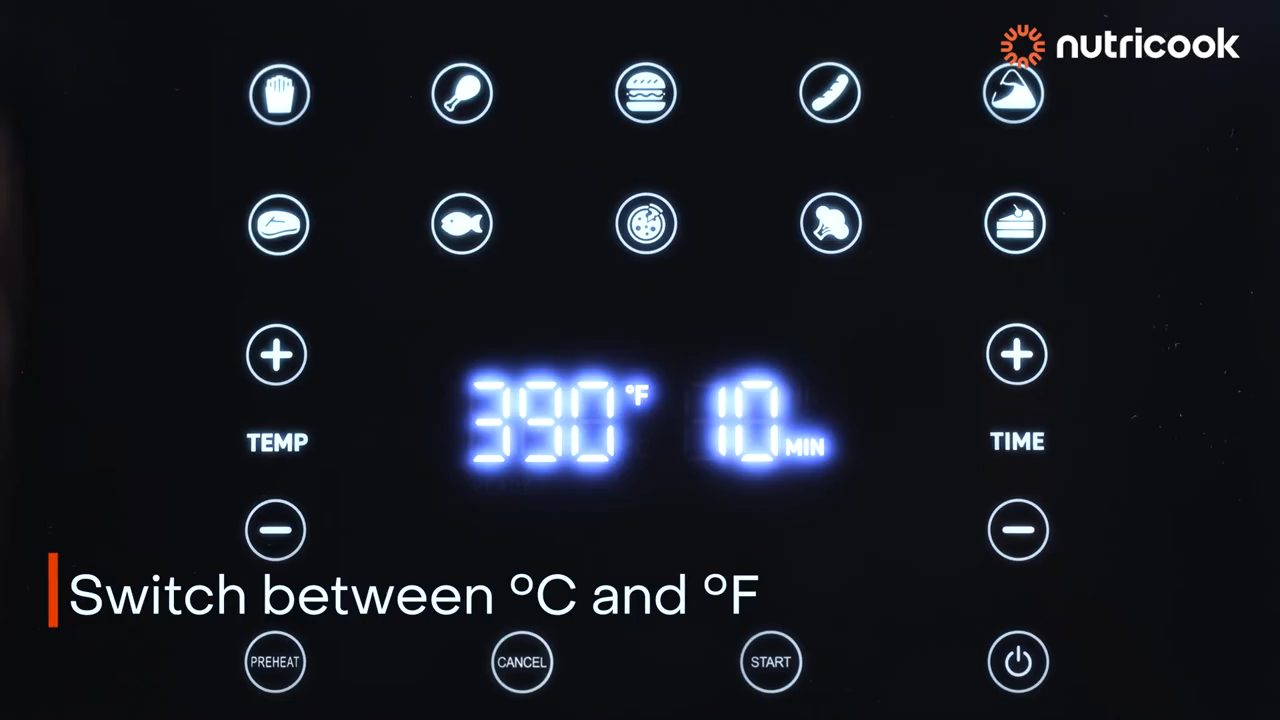 nutricook
390 °F 10 MIN
TEMP
TIME
Switch between °C and °F
PREHEAT
CANCEL
START